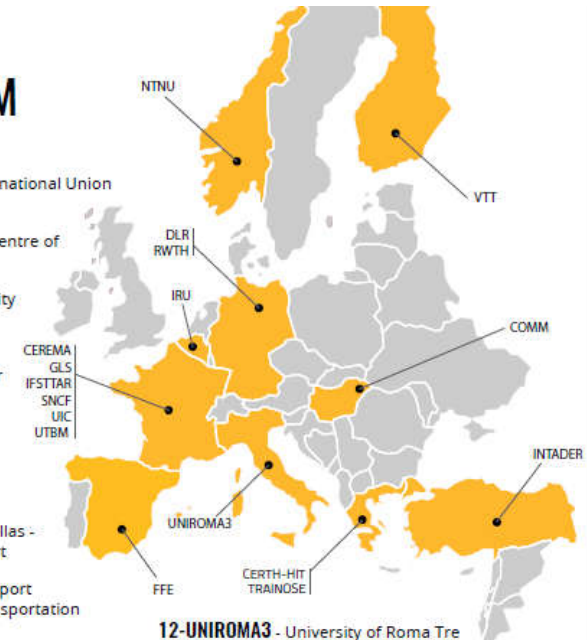 M
NTNU
national Union
VTT
entre of
DLR
RWTH
ity
IRU
COMM
CEREMA
GLS
IFSTTAR
SNCF
UIC
UTBM
r
INTADER
UNIROMA3
llas -
t
FFE
CERTH-HIT
TRAINOSE
port
sportation
12-UNIROMA3 - University of Roma Tre